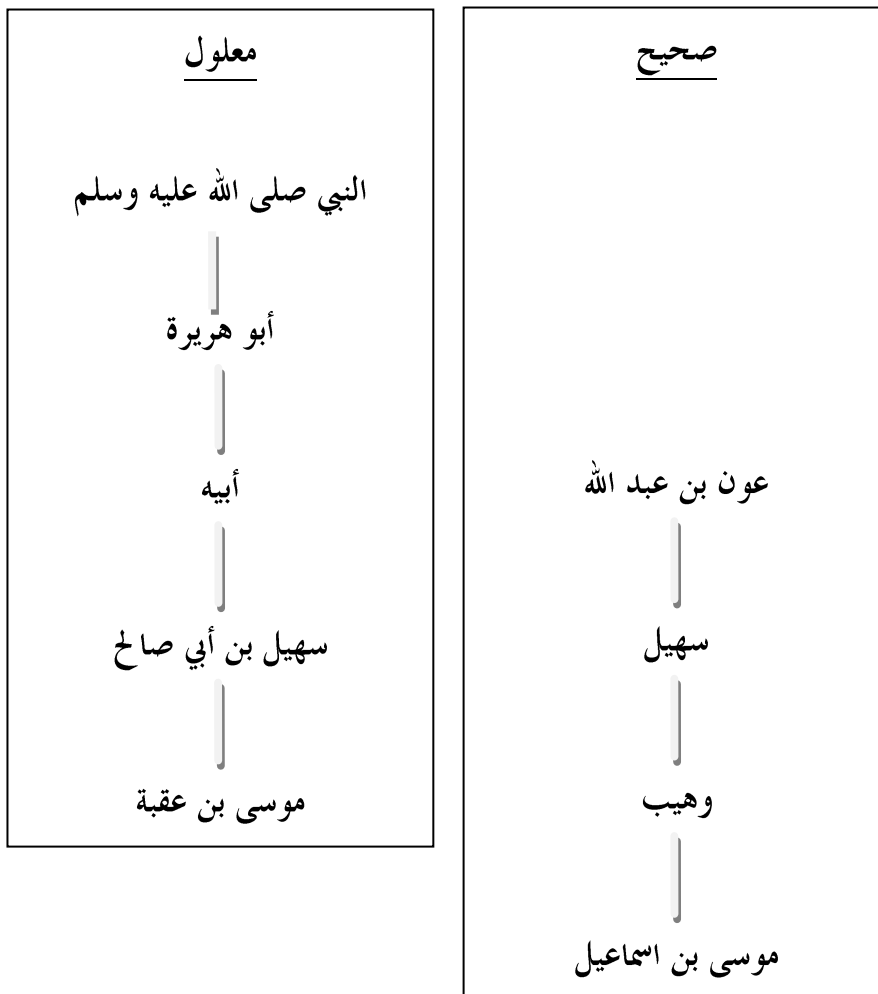 صحيح
عون بن عبد الله
سهيل
وهيب
موسى بن اسماعيل
معلول
النبي صلى الله عليه وسلم
أبو هريرة
أبيه
سهيل بن أبي صالح
موسى بن عقبة